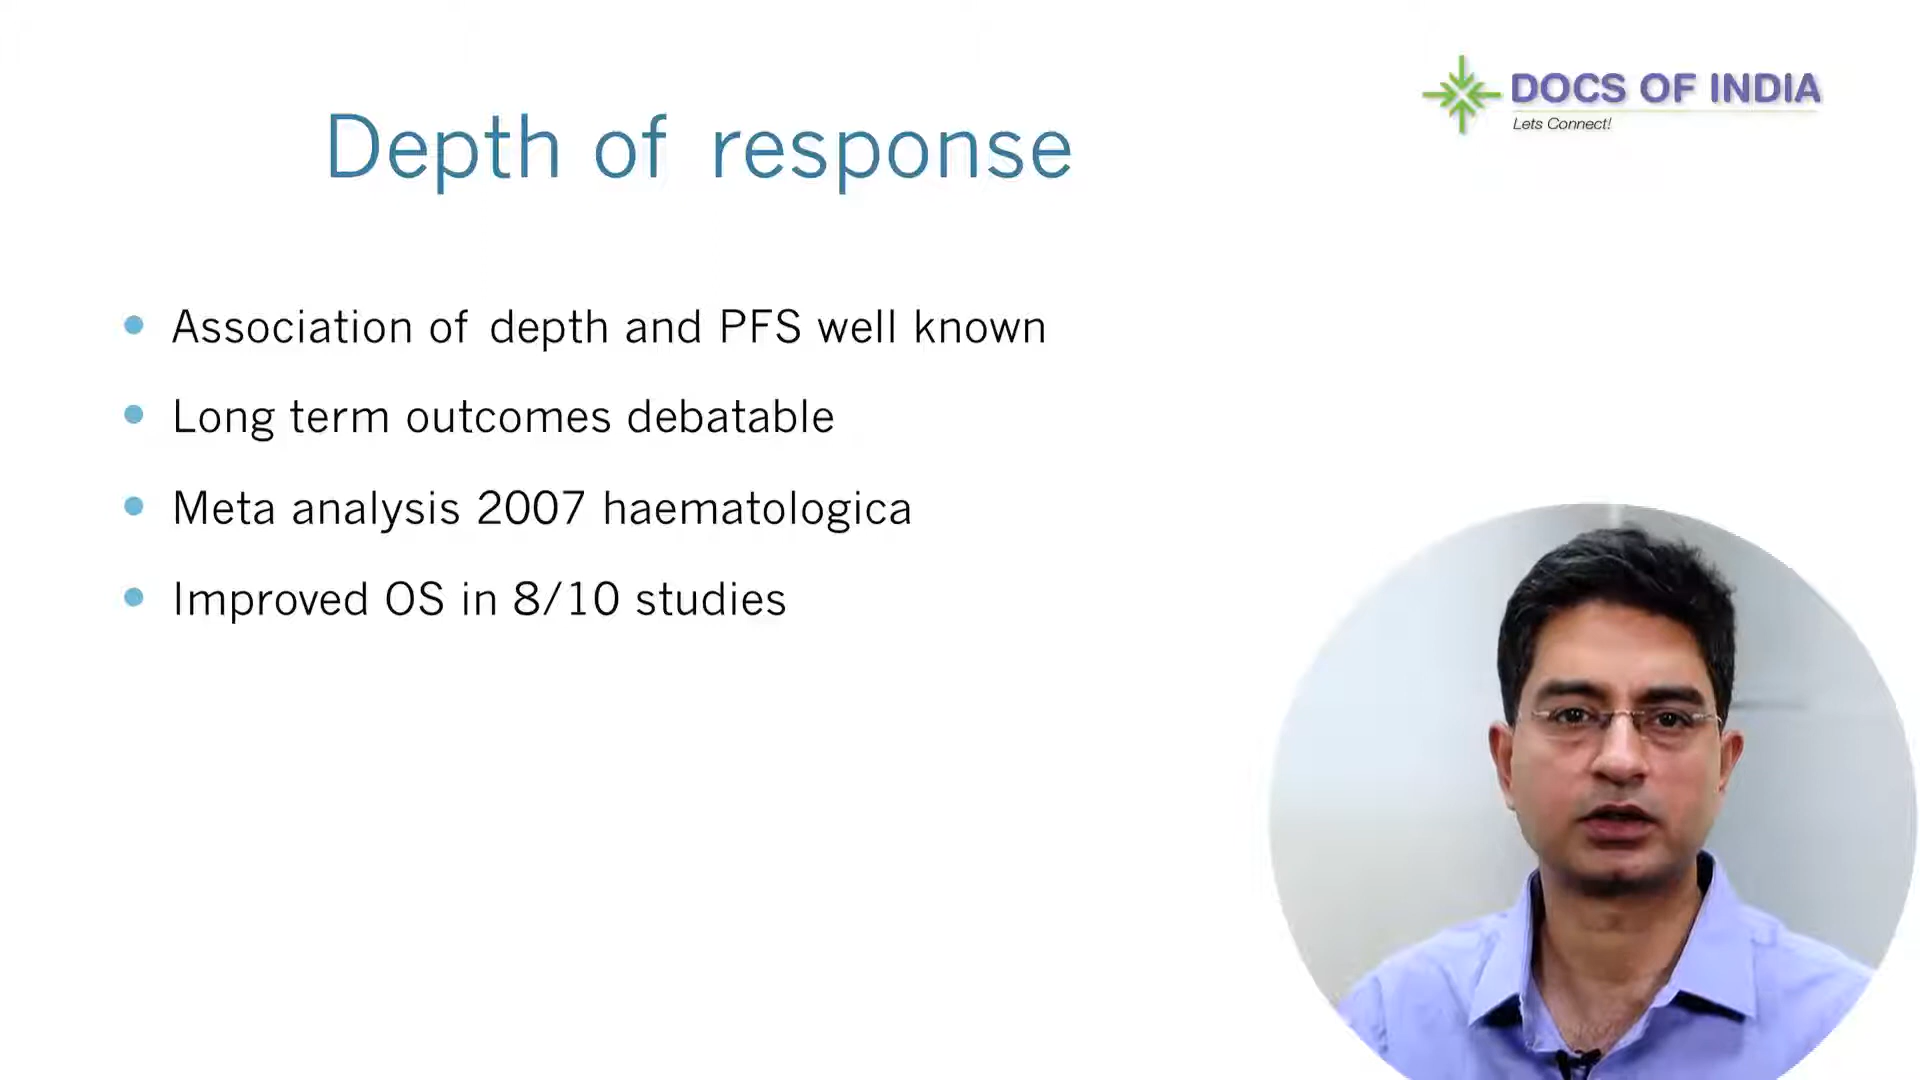 DOCS OF INDIA
Lets Connect!
Depth of response
Association of depth and PFS well known
Long term outcomes debatable
Meta analysis 2007 haematologica
Improved OS in 8/10 studies